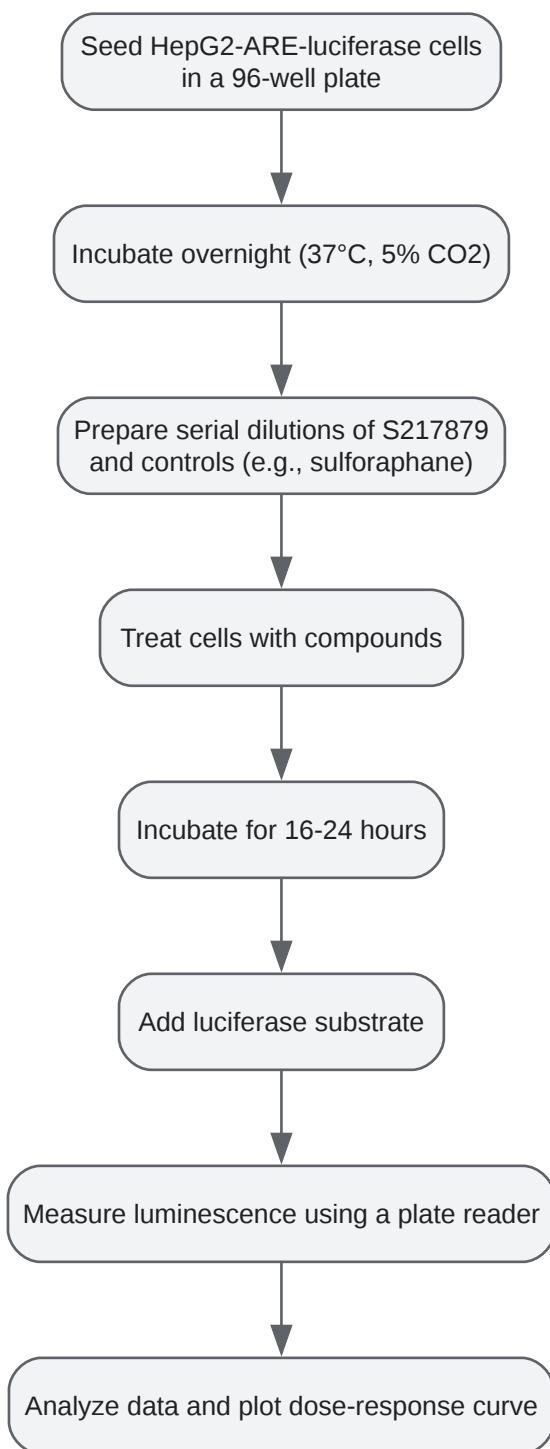 Seed HepG2-ARE-luciferase cells
in a 96-well plate
Incubate overnight (37°C, 5% CO2)
Prepare serial dilutions of S217879
and controls (e.g., sulforaphane)
Treat cells with compounds
Incubate for 16-24 hours
Add luciferase substrate
Measure luminescence using a plate reader
Analyze data and plot dose-response curve